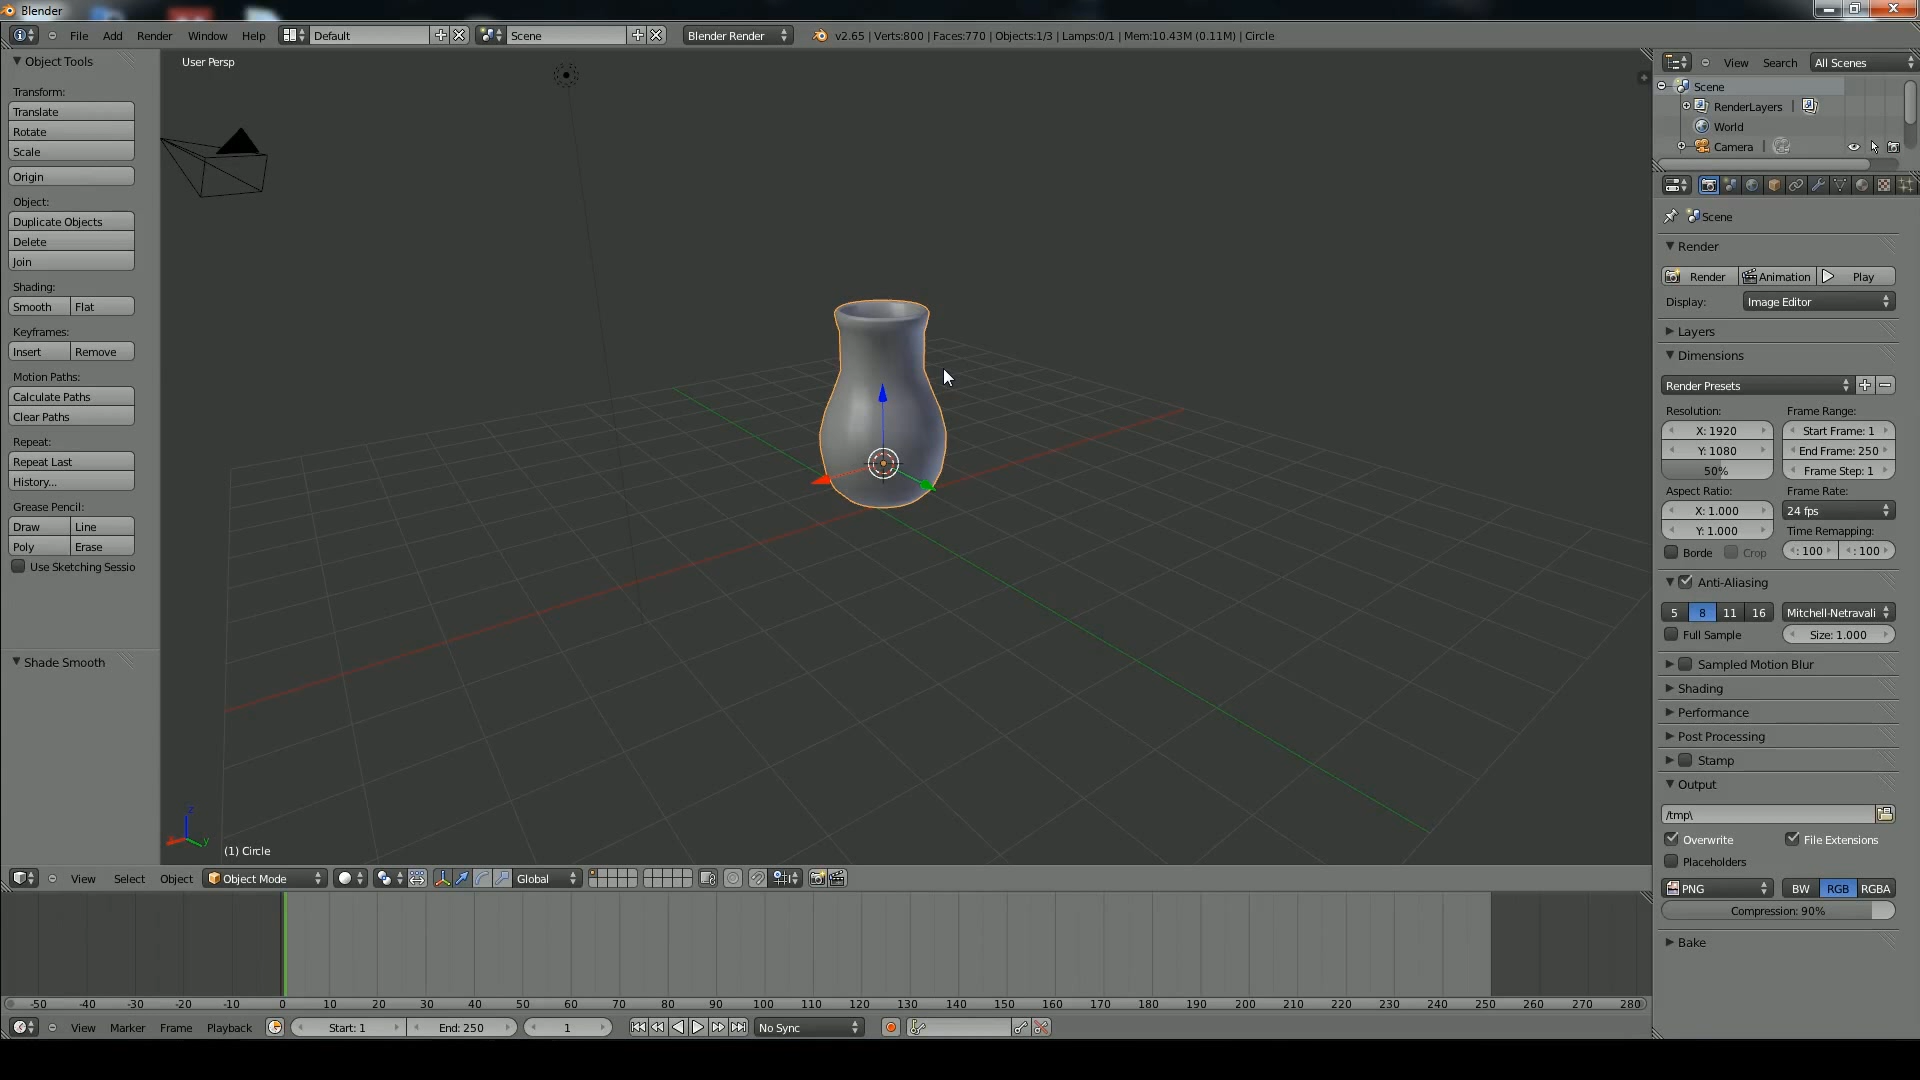 Blender
File Add Render Window Help Default Scene Blender Render v2.65 | Verts:800 | Faces:770 | Objects:1/3 | Lamps:0/1 | Mem:10.43M (0.11M) | Circle
Object Tools
Transform:
Translate
Rotate
Scale
Origin
Object:
Duplicate Objects
Delete
Join
Shading:
Smooth Flat
Keyframes:
Insert Remove
Motion Paths:
Calculate Paths
Clear Paths
Repeat:
Repeat Last
History...
Grease Pencil:
Draw Line
Poly Erase
Use Sketching Sessio
Shade Smooth
User Persp
z
x y
(1) Circle
View Select Object Object Mode Global
-50 -40 -30 -20 -10 0 10 20 30 40 50 60 70 80 90 100 110 120 130 140 150 160 170 180 190 200 210 220 230 240 250 260 270 280
View Marker Frame Playback Start: 1 End: 250 1 No Sync
View Search All Scenes
Scene
RenderLayers |
World
Camera |
Scene
Render
Render Animation Play
Display: Image Editor
Layers
Dimensions
Render Presets
Resolution: Frame Range:
X: 1920 Start Frame: 1
Y: 1080 End Frame: 250
50% Frame Step: 1
Aspect Ratio: Frame Rate:
X: 1.000 24 fps
Y: 1.000 Time Remapping:
Borde Crop : 100 : 100
Anti-Aliasing
5 8 11 16 Mitchell-Netravali
Full Sample Size: 1.000
Sampled Motion Blur
Shading
Performance
Post Processing
Stamp
Output
/tmp\
Overwrite File Extensions
Placeholders
PNG BW RGB RGBA
Compression: 90%
Bake